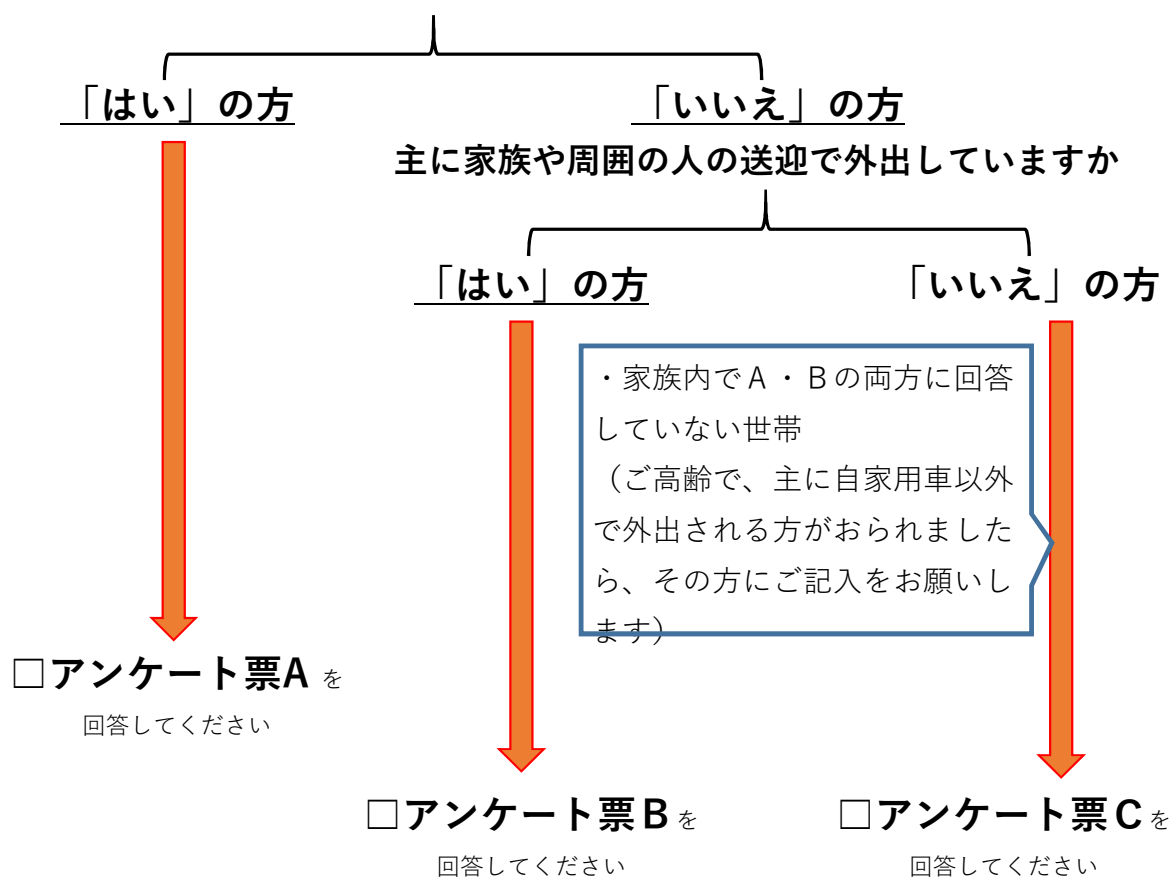 「はい」の方
「いいえ」の方
主に家族や周囲の人の送迎で外出していますか
「はい」の方
「いいえ」の方
・家族内でＡ・Ｂの両方に回答
していない世帯
（ご高齢で、主に自家用車以外
で外出される方がおられました
ら、その方にご記入をお願いし
ます）
□アンケート票A を
回答してください
□アンケート票Ｂを
回答してください
□アンケート票Ｃを
回答してください